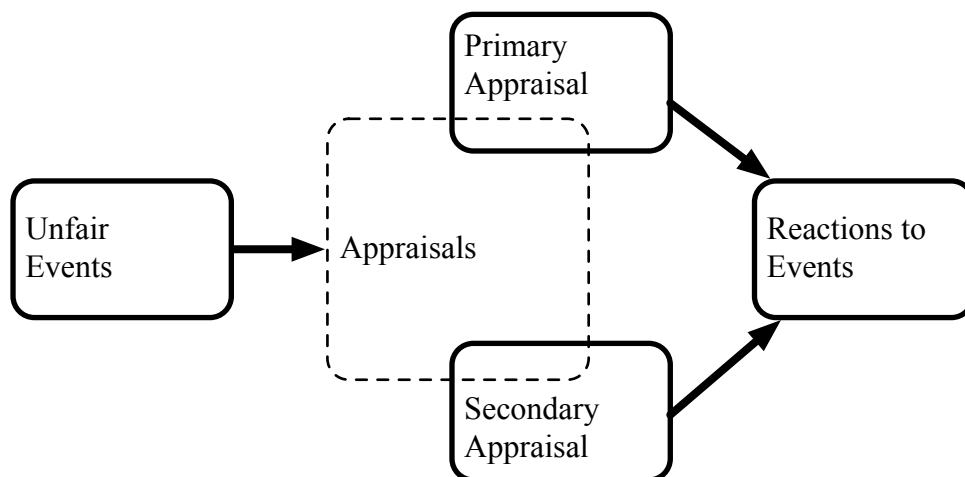 Primary
Appraisal
Unfair
Events
Appraisals
Reactions to
Events
Secondary
Appraisal